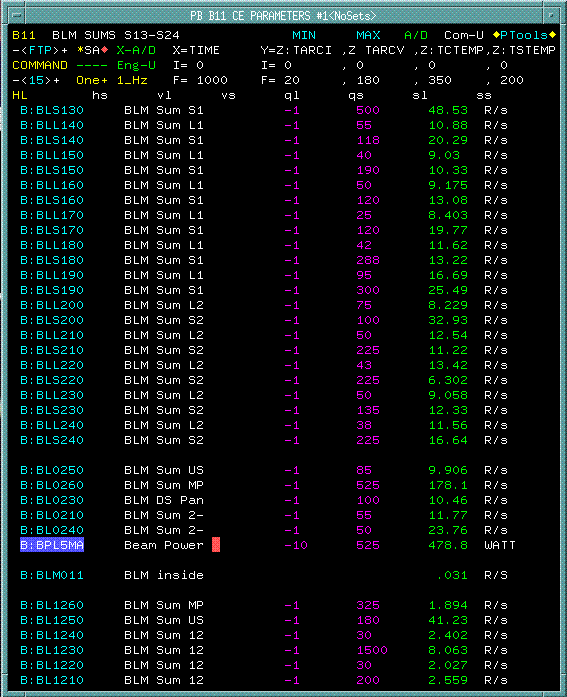 PB B11 CE PARAMETERS #1<NoSets>
B11 BLM SUMS S13-S24 MIN MAX A/D Com-U ◆PTools◆
-<FTP>+ *SA◆ X-A/D X=TIME Y=Z:TARCI ,Z TARCV ,Z:TCTEMP,Z:TSTEMP
COMMAND ---- Eng-U I= 0 I= 0 , 0 , 0 , 0
-<15>+ One+ 1_Hz F= 1000 F= 20 , 180 , 350 , 200
HL hs vl vs ql qs sl ss
B:BLS130 BLM Sum S1 -1 500 48.53 R/s
B:BLL140 BLM Sum L1 -1 55 10.88 R/s
B:BLS140 BLM Sum S1 -1 118 20.29 R/s
B:BLL150 BLM Sum L1 -1 40 9.03 R/s
B:BLS150 BLM Sum S1 -1 190 10.33 R/s
B:BLL160 BLM Sum L1 -1 50 9.175 R/s
B:BLS160 BLM Sum S1 -1 120 13.08 R/s
B:BLL170 BLM Sum L1 -1 25 8.403 R/s
B:BLS170 BLM Sum S1 -1 120 19.77 R/s
B:BLL180 BLM Sum L1 -1 42 11.62 R/s
B:BLS180 BLM Sum S1 -1 288 13.22 R/s
B:BLL190 BLM Sum L1 -1 95 16.69 R/s
B:BLS190 BLM Sum S1 -1 300 25.49 R/s
B:BLL200 BLM Sum L2 -1 75 8.229 R/s
B:BLS200 BLM Sum S2 -1 100 32.93 R/s
B:BLL210 BLM Sum L2 -1 50 12.54 R/s
B:BLS210 BLM Sum S2 -1 225 11.22 R/s
B:BLL220 BLM Sum L2 -1 43 13.42 R/s
B:BLS220 BLM Sum S2 -1 225 6.302 R/s
B:BLL230 BLM Sum L2 -1 50 9.058 R/s
B:BLS230 BLM Sum S2 -1 135 12.33 R/s
B:BLL240 BLM Sum L2 -1 38 11.56 R/s
B:BLS240 BLM Sum S2 -1 225 16.64 R/s
B:BL0250 BLM Sum US -1 85 9.906 R/s
B:BL0260 BLM Sum MP -1 525 178.1 R/s
B:BL0230 BLM DS Pan -1 100 10.46 R/s
B:BL0210 BLM Sum 2- -1 55 11.77 R/s
B:BL0240 BLM Sum 2- -1 50 23.76 R/s
B:BPL5MA Beam Power -10 525 478.8 WATT
B:BLM011 BLM inside .031 R/S
B:BL1260 BLM Sum MP -1 325 1.894 R/s
B:BL1250 BLM Sum US -1 180 41.23 R/s
B:BL1240 BLM Sum 12 -1 30 2.402 R/s
B:BL1230 BLM Sum 12 -1 1500 8.063 R/s
B:BL1220 BLM Sum 12 -1 30 2.027 R/s
B:BL1210 BLM Sum 12 -1 200 2.559 R/s